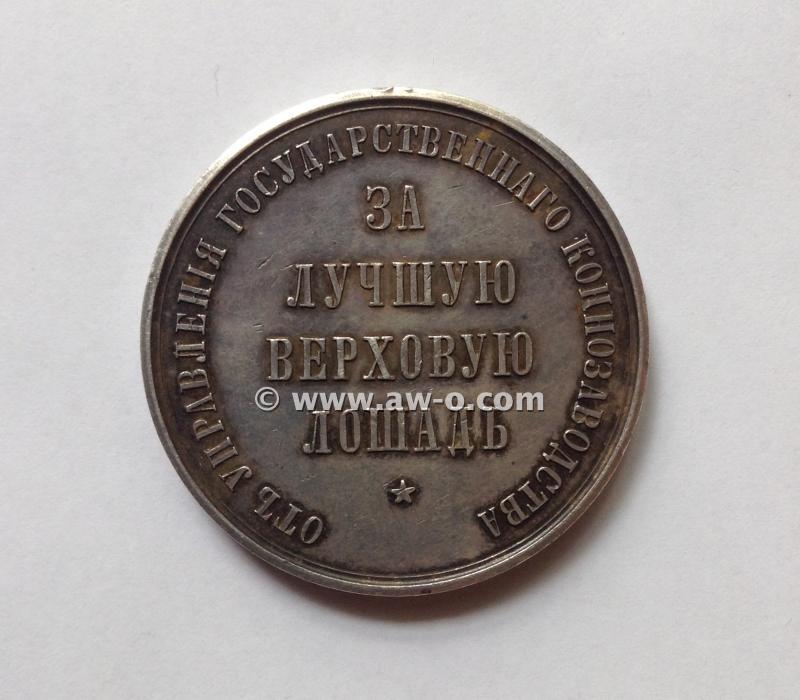 ОТЪ УПРАВЛЕНІЯ ГОСУДАРСТВЕННАГО КОННОЗАВОДСТВА
ЗА
ЛУЧШУЮ
ВЕРХОВУЮ
© www.aw-o.com
ЛОШАДЬ